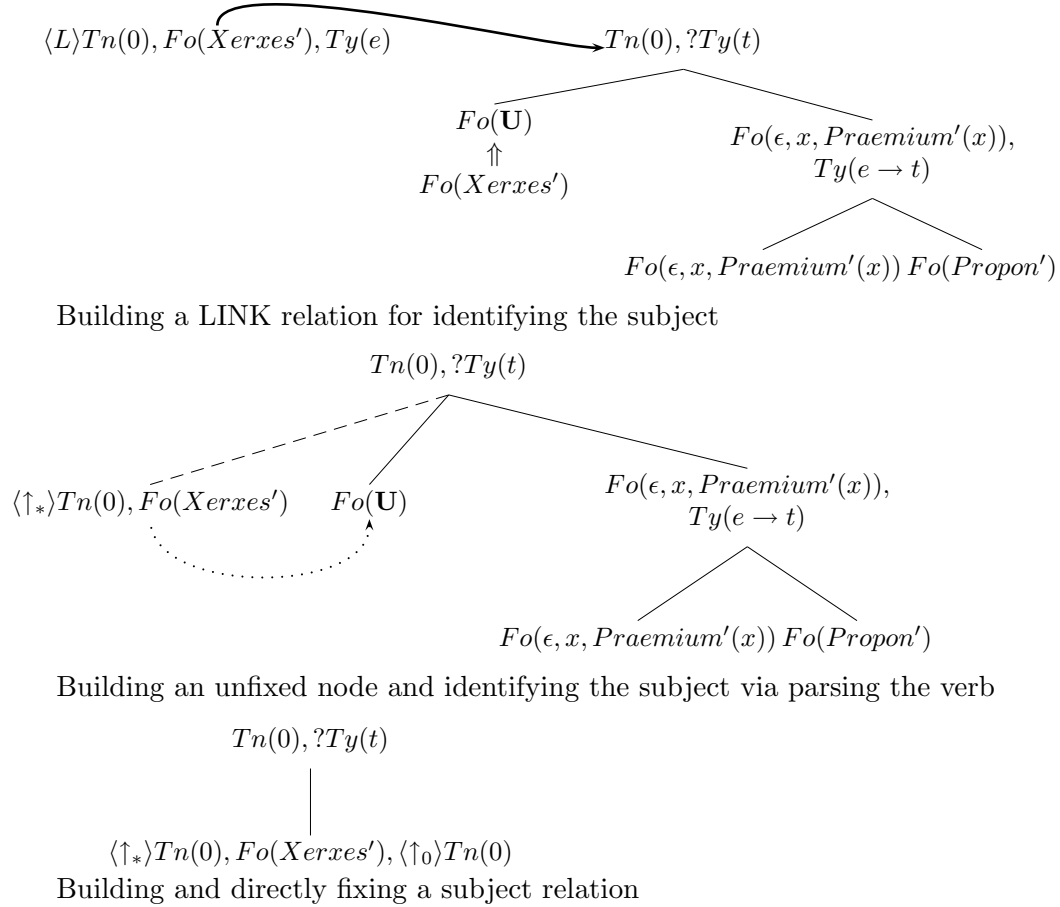 ⟨L⟩Tn(0), Fo(Xerxes′), Ty(e) Tn(0), ?Ty(t)
Fo(𝐔)
Fo(ϵ, x, Praemium′(x)),
⇑
Ty(e → t)
Fo(Xerxes′)
Fo(ϵ, x, Praemium′(x)) Fo(Propon′)
Building a LINK relation for identifying the subject
Tn(0), ?Ty(t)
⟨↑*⟩Tn(0), Fo(Xerxes′) Fo(𝐔)
Fo(ϵ, x, Praemium′(x)),
Ty(e → t)
Fo(ϵ, x, Praemium′(x)) Fo(Propon′)
Building an unfixed node and identifying the subject via parsing the verb
Tn(0), ?Ty(t)
⟨↑*⟩Tn(0), Fo(Xerxes′), ⟨↑₀⟩Tn(0)
Building and directly fixing a subject relation